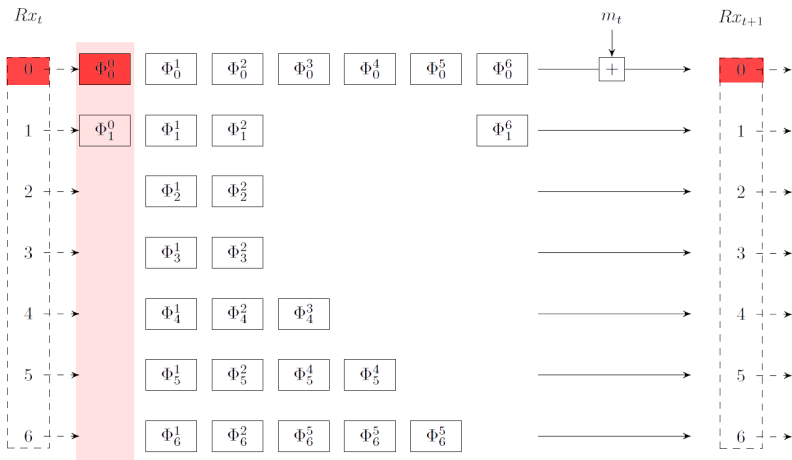 Rx_t m_t Rx_{t+1}
0 Φ_0^0 Φ_0^1 Φ_0^2 Φ_0^3 Φ_0^4 Φ_0^5 Φ_0^6 + 0
1 Φ_1^0 Φ_1^1 Φ_1^2 Φ_1^6 1
2 Φ_2^1 Φ_2^2 2
3 Φ_3^1 Φ_3^2 3
4 Φ_4^1 Φ_4^2 Φ_4^3 4
5 Φ_5^1 Φ_5^2 Φ_5^4 Φ_5^4 5
6 Φ_6^1 Φ_6^2 Φ_6^5 Φ_6^5 Φ_6^5 6